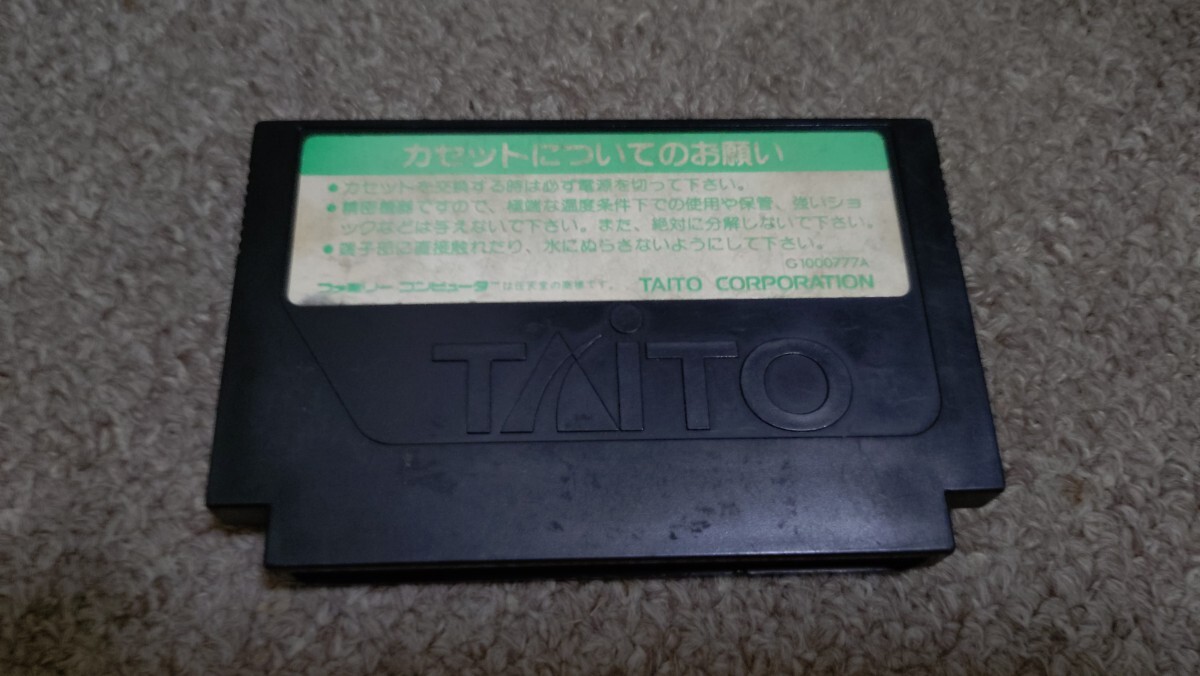 カセットについてのお願い
●カセットを交換する時は必ず電源を切って下さい。
●精密機器ですので、極端な温度条件下での使用や保管、強いショ
ックなどは与えないで下さい。また、絶対に分解しないで下さい。
●端子部に直接触れたり、水にぬらさないようにして下さい。
G1000777A
ファミリーコンピュータ™は任天堂の商標です。 TAITO CORPORATION
TAiTO